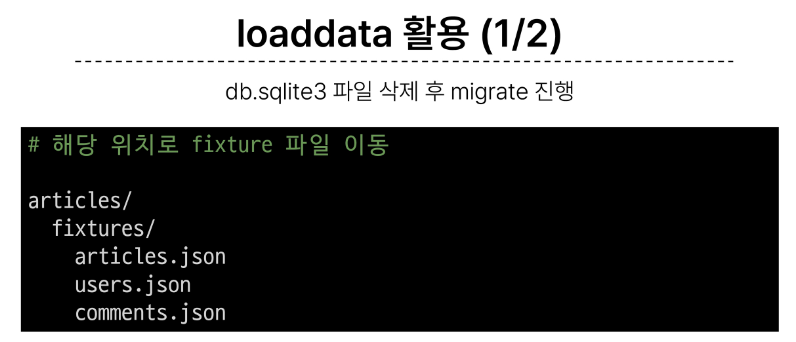 loaddata 활용 (1/2)
db.sqlite3 파일 삭제 후 migrate 진행
# 해당 위치로 fixture 파일 이동
articles/
fixtures/
articles.json
users.json
comments.json